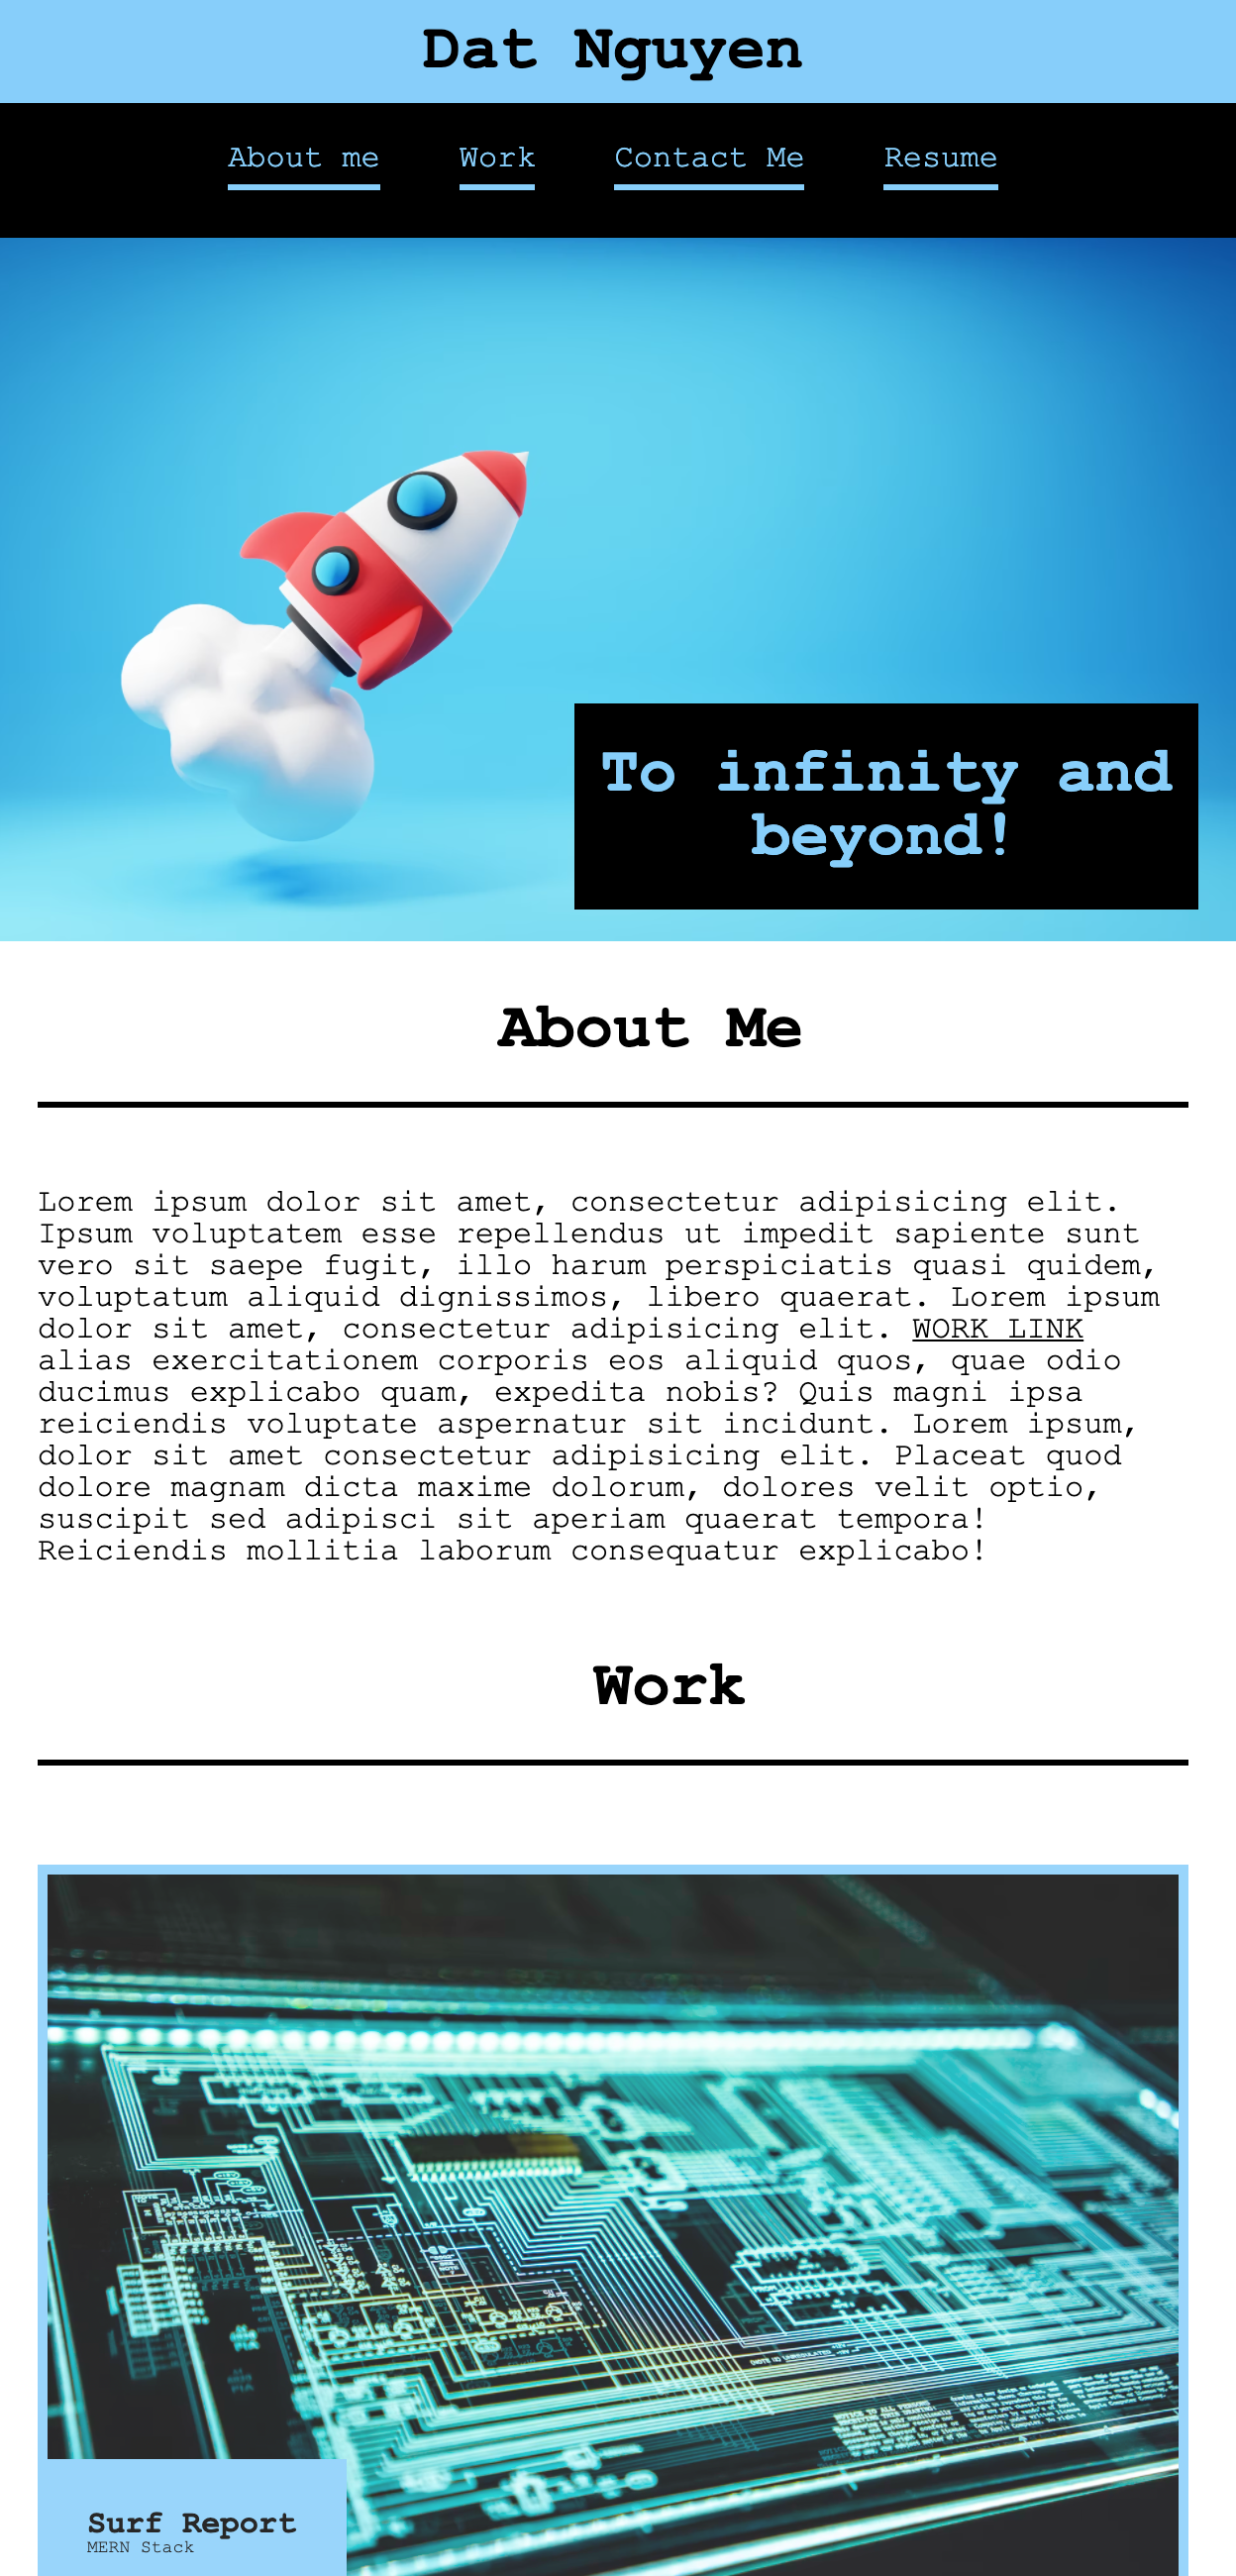 Dat Nguyen
About me
Work
Contact Me
Resume
To infinity and
beyond!
About Me
Lorem ipsum dolor sit amet, consectetur adipisicing elit.
Ipsum voluptatem esse repellendus ut impedit sapiente sunt
vero sit saepe fugit, illo harum perspiciatis quasi quidem,
voluptatum aliquid dignissimos, libero quaerat. Lorem ipsum
dolor sit amet, consectetur adipisicing elit. WORK LINK
alias exercitationem corporis eos aliquid quos, quae odio
ducimus explicabo quam, expedita nobis? Quis magni ipsa
reiciendis voluptate aspernatur sit incidunt. Lorem ipsum,
dolor sit amet consectetur adipisicing elit. Placeat quod
dolore magnam dicta maxime dolorum, dolores velit optio,
suscipit sed adipisci sit aperiam quaerat tempora!
Reiciendis mollitia laborum consequatur explicabo!
Work
Surf Report
MERN Stack